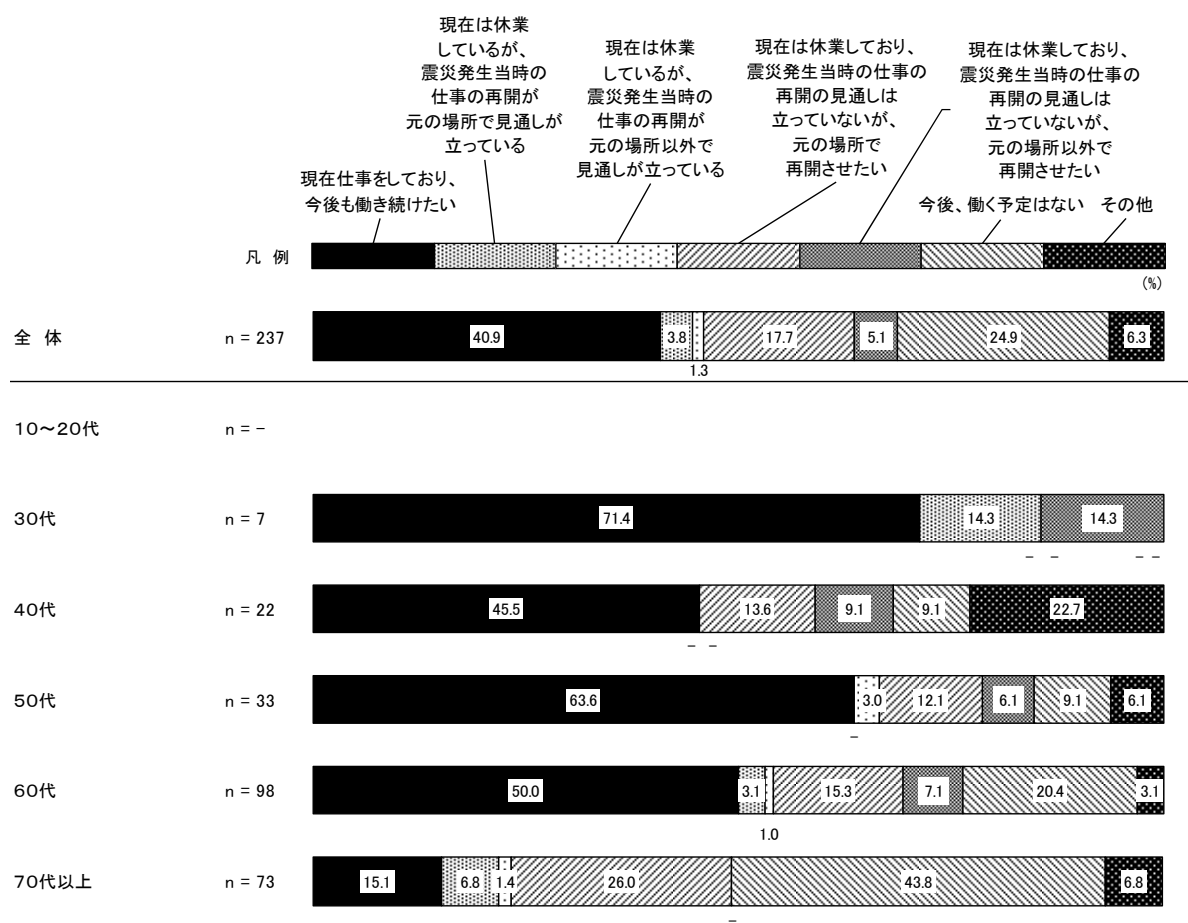 現在は休業
しているが、
震災発生当時の
仕事の再開が
元の場所で見通しが
立っている
現在は休業
しているが、
震災発生当時の
仕事の再開が
元の場所以外で
見通しが立っている
現在は休業しており、
震災発生当時の仕事の
再開の見通しは
立っていないが、
元の場所で
再開させたい
現在は休業しており、
震災発生当時の仕事の
再開の見通しは
立っていないが、
元の場所以外で
再開させたい
現在仕事をしており、
今後も働き続けたい
今後、働く予定はない
その他
凡 例
(%)
全 体 n = 237 40.9 3.8 17.7 5.1 24.9 6.3
1.3
10～20代 n = −
30代 n = 7 71.4 14.3 14.3
− − − −
40代 n = 22 45.5 13.6 9.1 9.1 22.7
− −
50代 n = 33 63.6 3.0 12.1 6.1 9.1 6.1
−
60代 n = 98 50.0 3.1 15.3 7.1 20.4 3.1
1.0
70代以上 n = 73 15.1 6.8 1.4 26.0 43.8 6.8
−